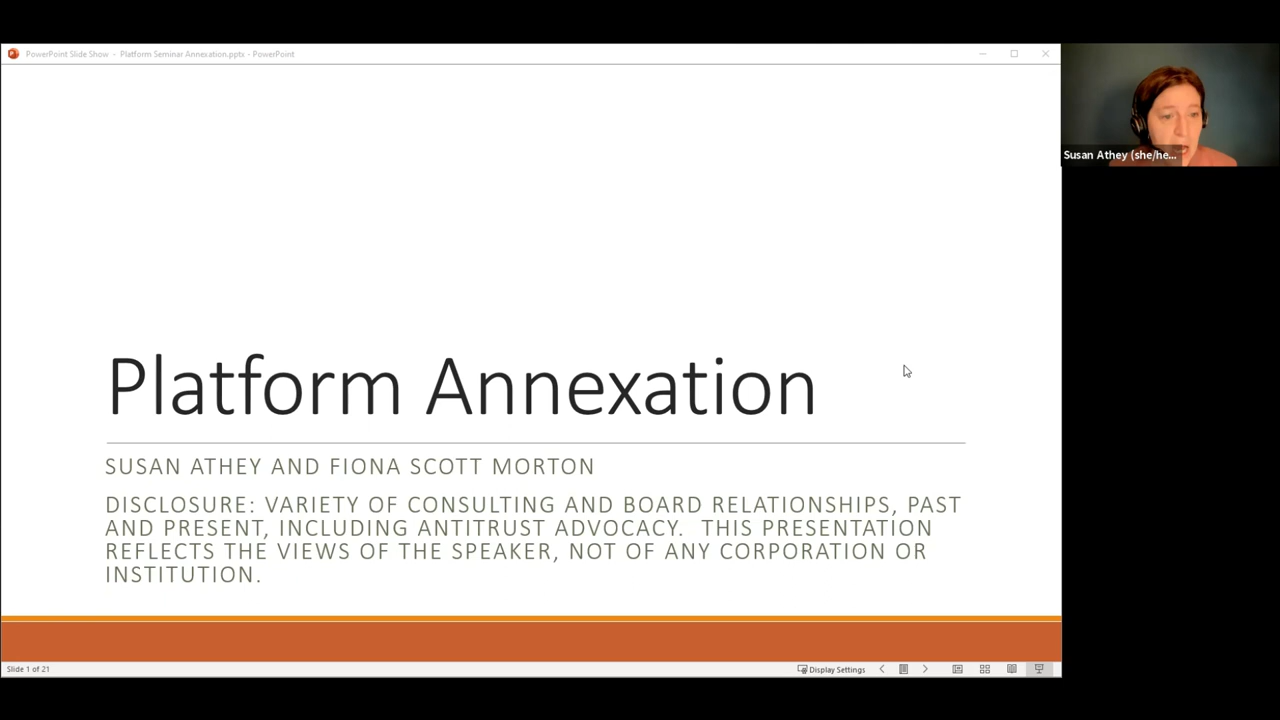 PowerPoint Slide Show - Platform Seminar Annexation.pptx - PowerPoint
Susan Athey (she/he...
Platform Annexation
SUSAN ATHEY AND FIONA SCOTT MORTON
DISCLOSURE: VARIETY OF CONSULTING AND BOARD RELATIONSHIPS, PAST
AND PRESENT, INCLUDING ANTITRUST ADVOCACY. THIS PRESENTATION
REFLECTS THE VIEWS OF THE SPEAKER, NOT OF ANY CORPORATION OR
INSTITUTION.
Slide 1 of 21
Display Settings